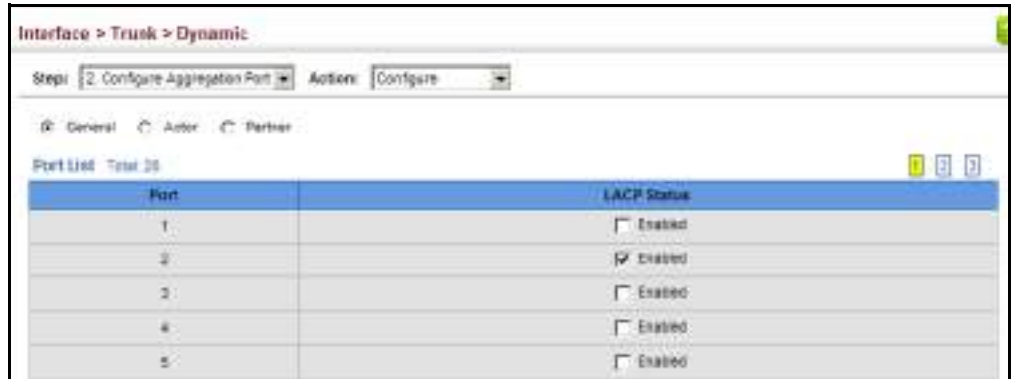 Interface > Trunk > Dynamic
Step: 2. Configure Aggregation Port Action: Configure
General Actor Partner
Port List Total: 28
1 2 3
Port LACP Status
1 Enabled
2 Enabled
3 Enabled
4 Enabled
5 Enabled